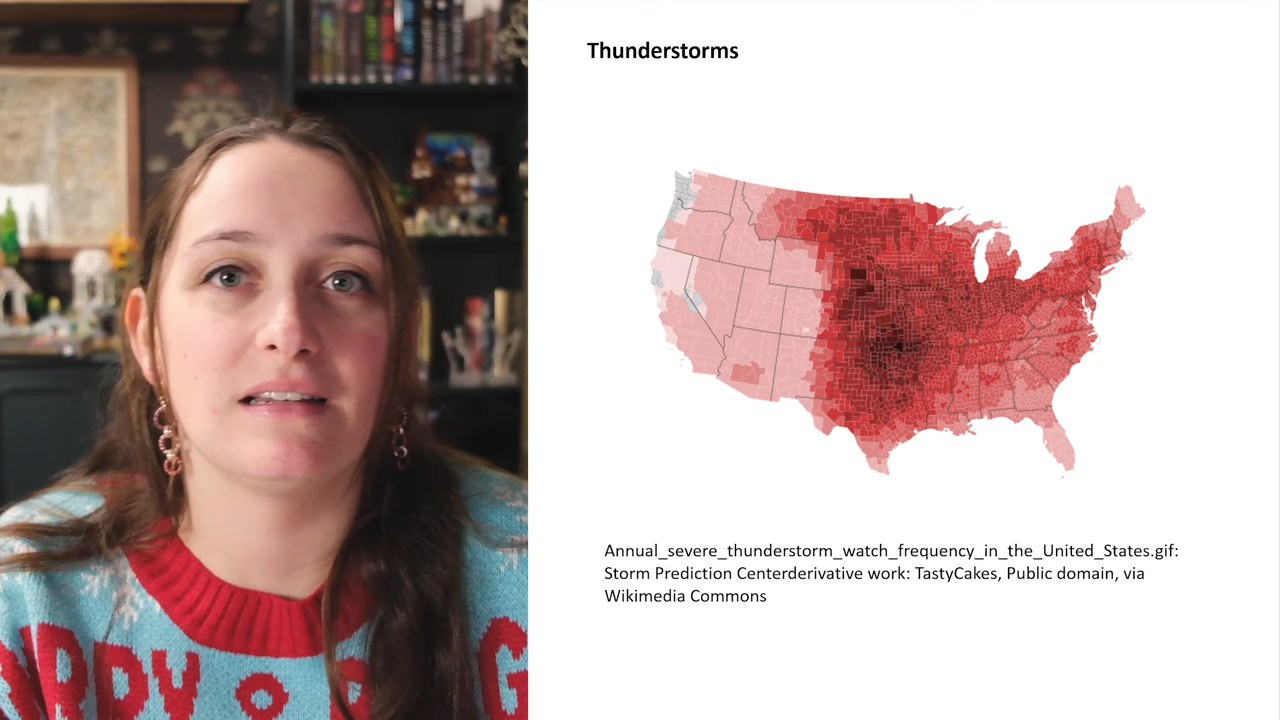 Thunderstorms
Annual_severe_thunderstorm_watch_frequency_in_the_United_States.gif:
Storm Prediction Centerderivative work: TastyCakes, Public domain, via
Wikimedia Commons